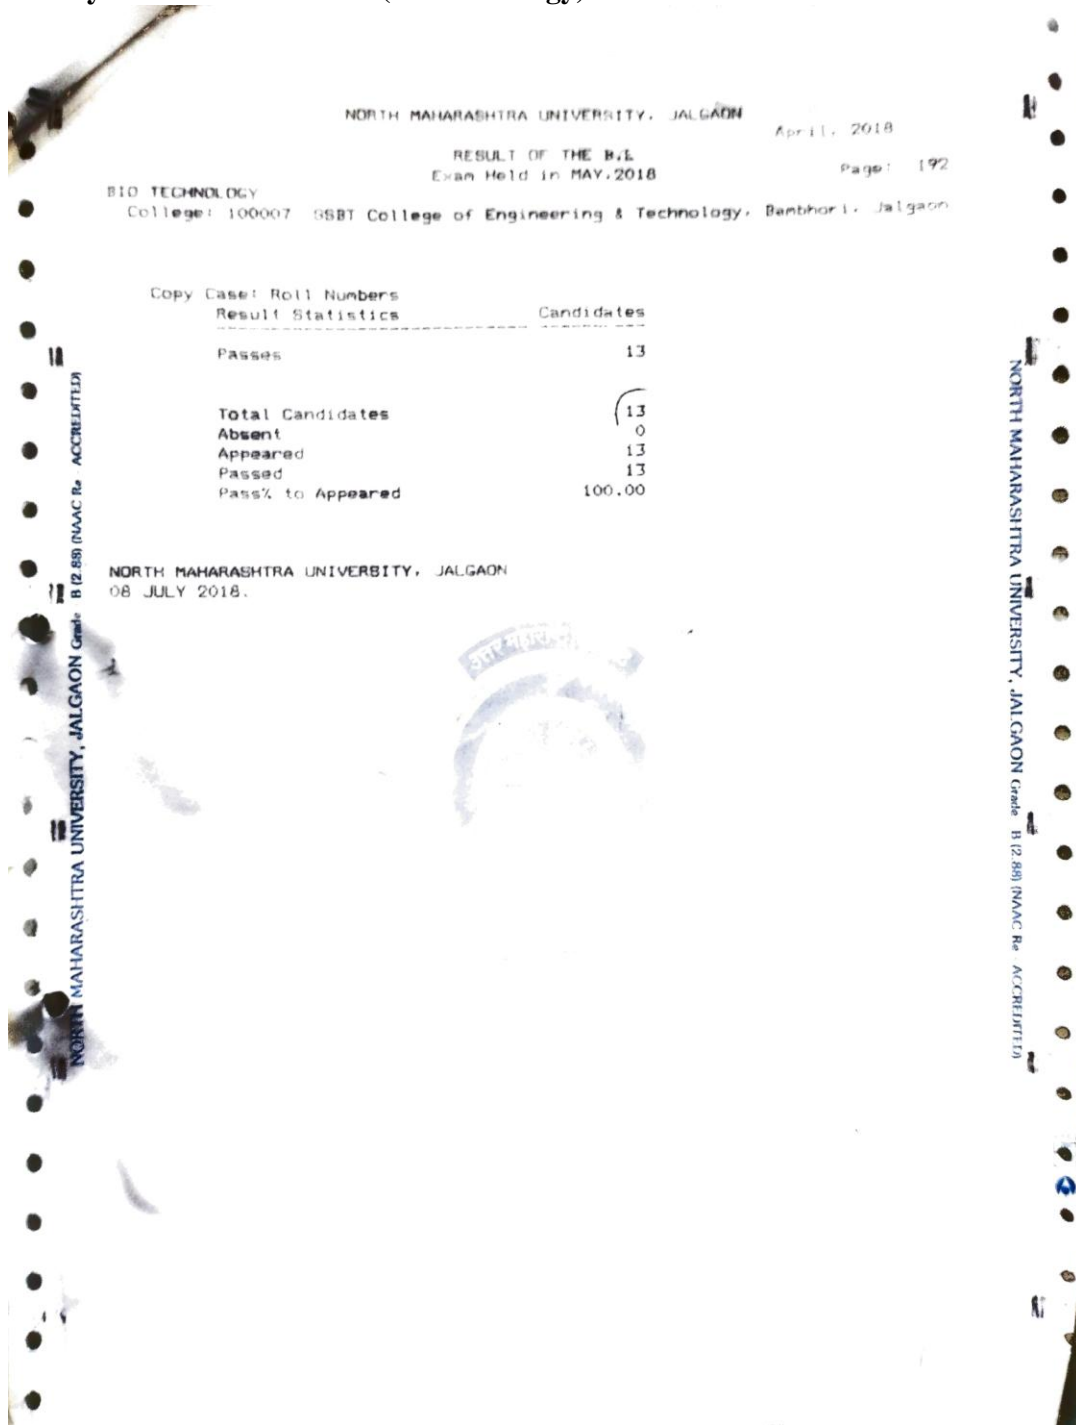 NORTH MAHARASHTRA UNIVERSITY, JALGAON
April, 2018
RESULT OF THE B.E
Exam Held in MAY,2018
Page: 192
BIO TECHNOLOGY
College: 100007 SSBT College of Engineering & Technology, Bambhori, Jalgaon
Copy Case: Roll Numbers
Result Statistics Candidates
Passes 13
Total Candidates 13
Absent 0
Appeared 13
Passed 13
Pass% to Appeared 100.00
NORTH MAHARASHTRA UNIVERSITY, JALGAON
08 JULY 2018.
उत्तर
NORTH MAHARASHTRA UNIVERSITY, JALGAON Grade B (2.88) (NAAC Re - ACCREDITED)
NORTH MAHARASHTRA UNIVERSITY, JALGAON Grade B (2.88) (NAAC Re - ACCREDITED)